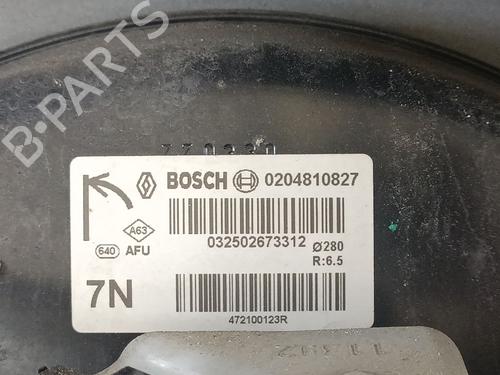 B-PARTS
BOSCH 0204810827
A63
032502673312
Ø280
640 AFU
R:6.5
7N
472100123R